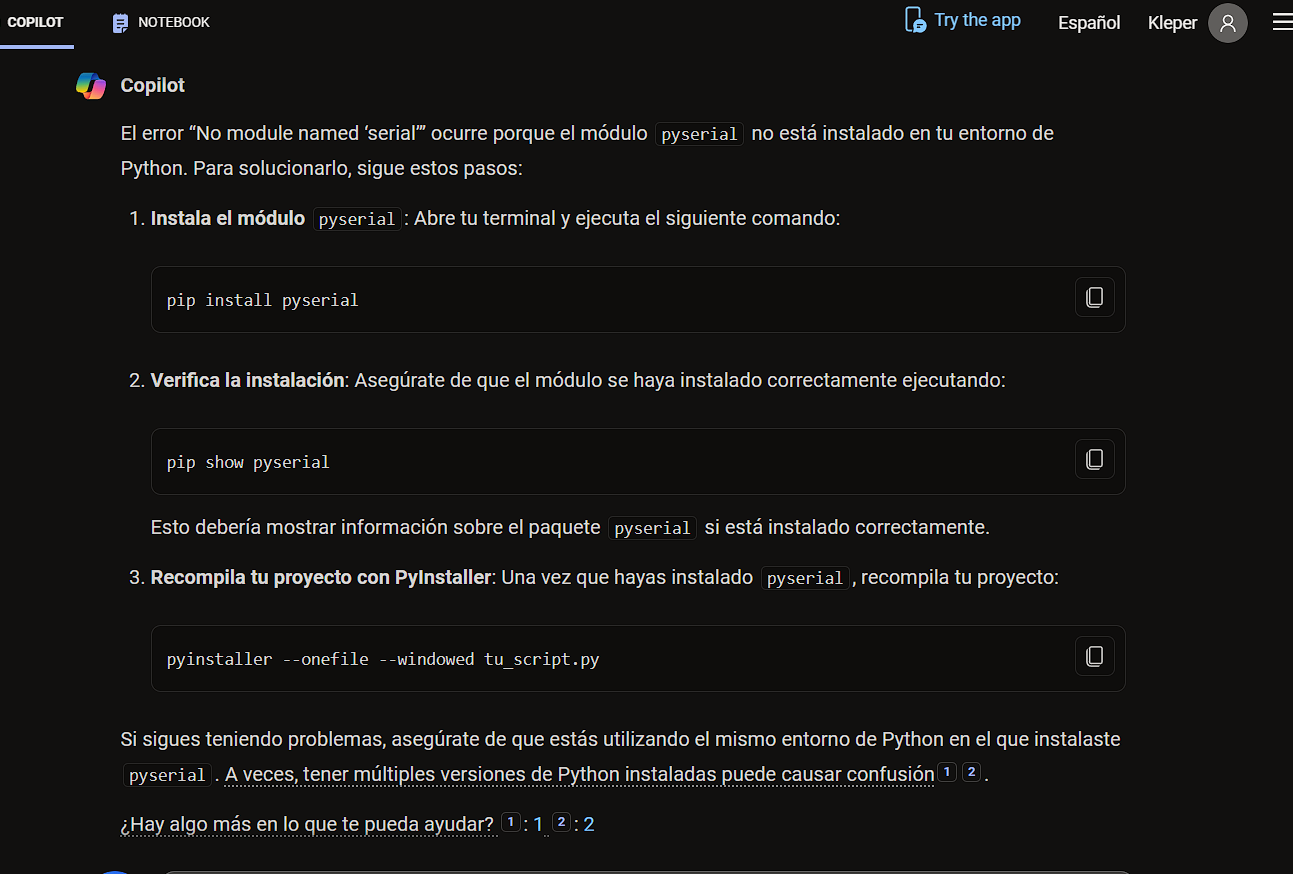 COPILOT
NOTEBOOK
Try the app
Español
Kleper
Copilot
El error “No module named ‘serial’” ocurre porque el módulo pyserial no está instalado en tu entorno de
Python. Para solucionarlo, sigue estos pasos:
1. Instala el módulo pyserial: Abre tu terminal y ejecuta el siguiente comando:
pip install pyserial
2. Verifica la instalación: Asegúrate de que el módulo se haya instalado correctamente ejecutando:
pip show pyserial
Esto debería mostrar información sobre el paquete pyserial si está instalado correctamente.
3. Recompila tu proyecto con PyInstaller: Una vez que hayas instalado pyserial, recompila tu proyecto:
pyinstaller --onefile --windowed tu_script.py
Si sigues teniendo problemas, asegúrate de que estás utilizando el mismo entorno de Python en el que instalaste
pyserial. A veces, tener múltiples versiones de Python instaladas puede causar confusión 1 2.
¿Hay algo más en lo que te pueda ayudar? 1: 1 2: 2